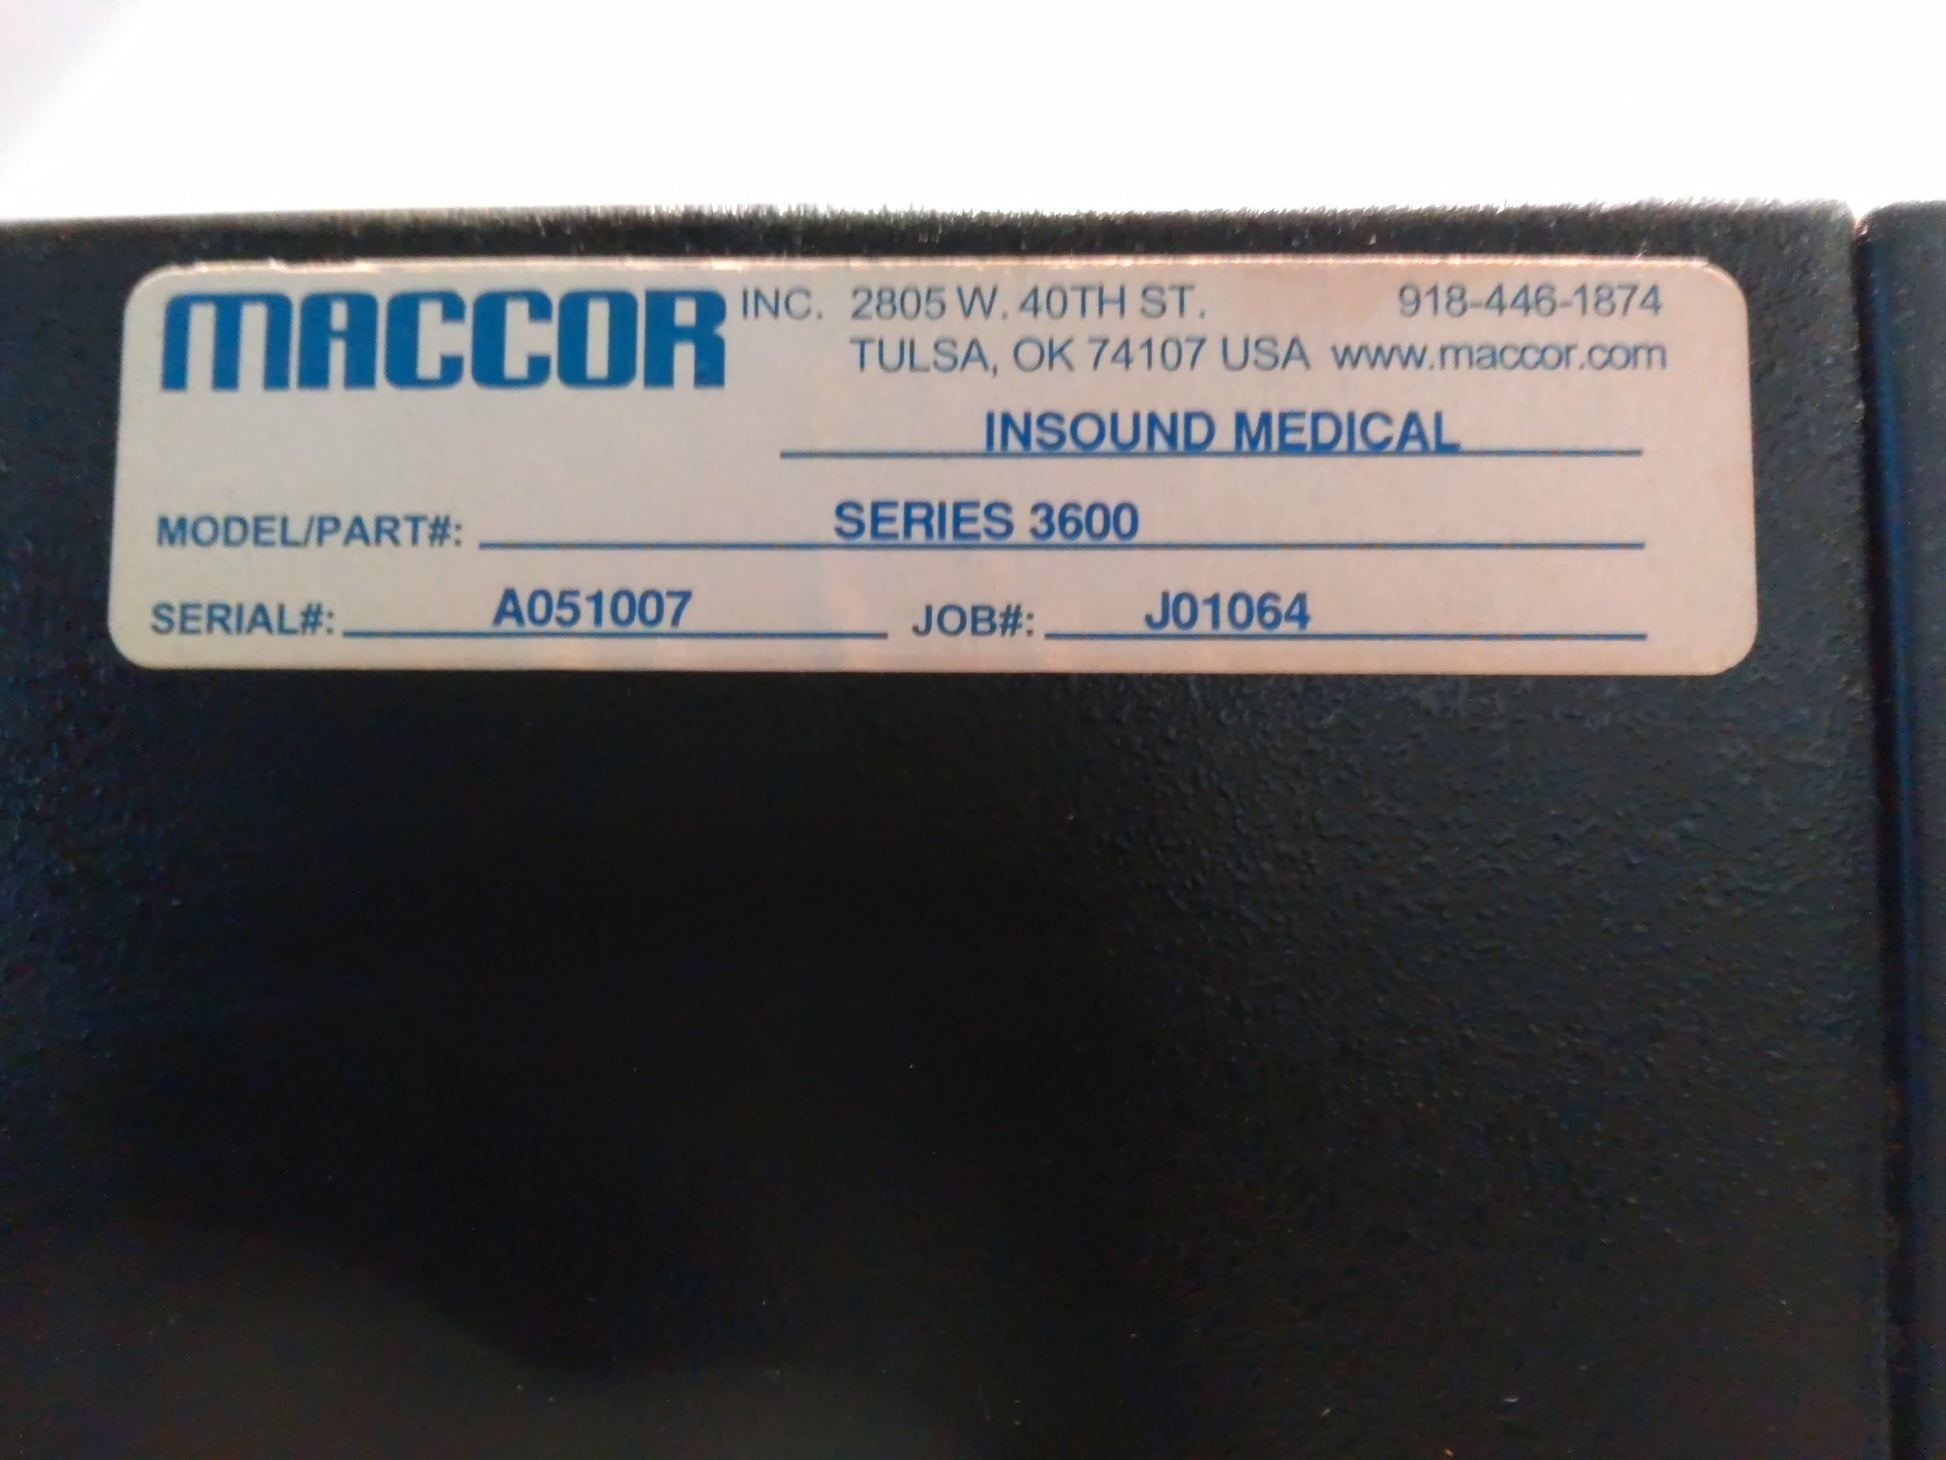 MACCOR INC. 2805 W. 40TH ST. 918-446-1874
TULSA, OK 74107 USA www.maccor.com
INSOUND MEDICAL
MODEL/PART#: SERIES 3600
SERIAL#: A051007 JOB#: J01064